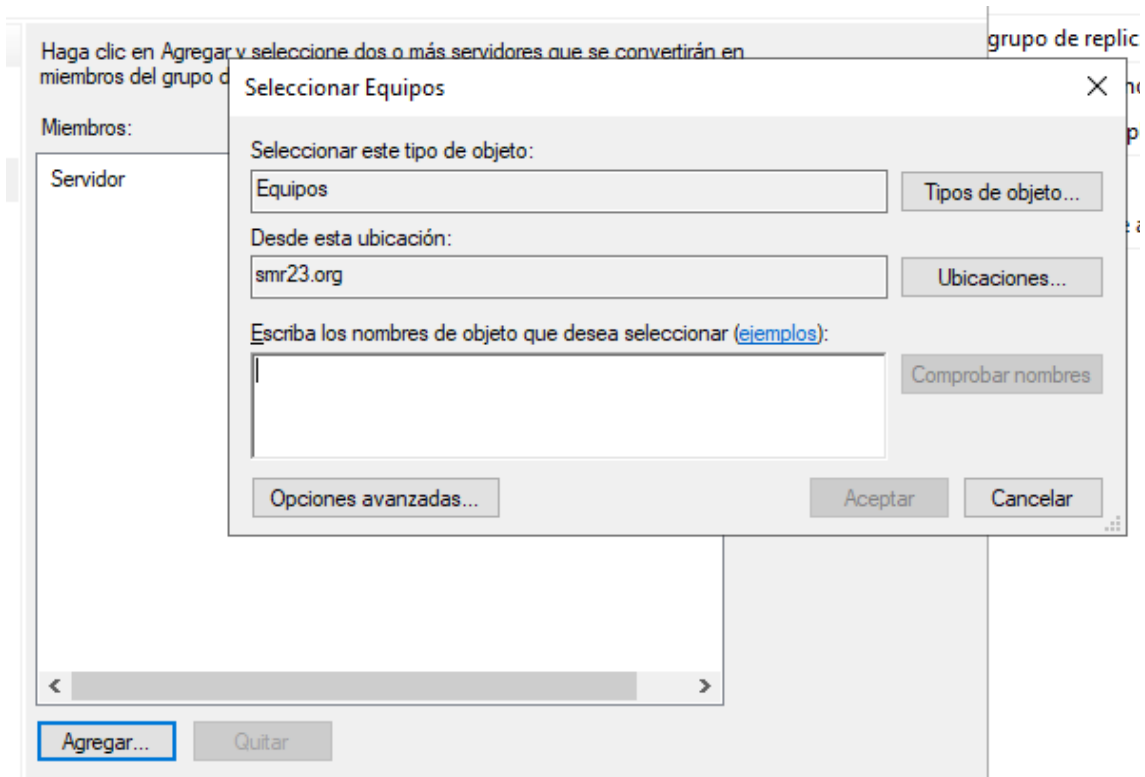 Haga clic en Agregar y seleccione dos o más servidores que se convertirán en
miembros del grupo d
grupo de replic
Seleccionar Equipos
Miembros:
Servidor
Seleccionar este tipo de objeto:
Equipos
Tipos de objeto...
Desde esta ubicación:
smr23.org
Ubicaciones...
Escriba los nombres de objeto que desea seleccionar (ejemplos):
Comprobar nombres
Opciones avanzadas...
Aceptar
Cancelar
Agregar...
Quitar